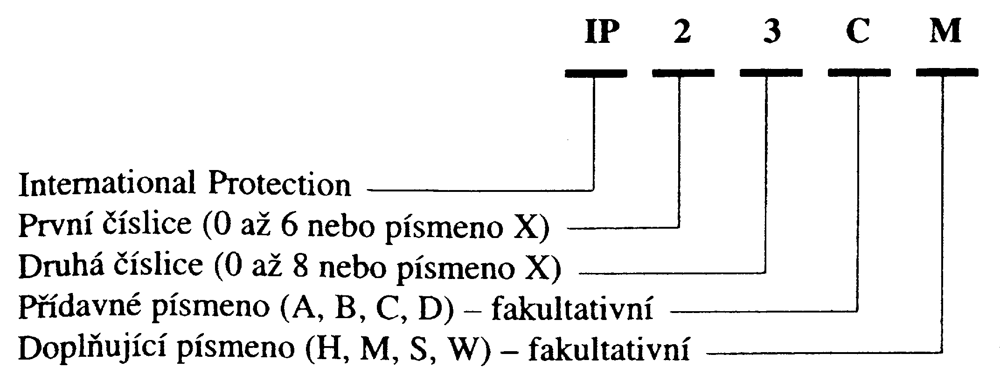 IP 2 3 C M
International Protection
První číslice (0 až 6 nebo písmeno X)
Druhá číslice (0 až 8 nebo písmeno X)
Přídavné písmeno (A, B, C, D) – fakultativní
Doplňující písmeno (H, M, S, W) – fakultativní